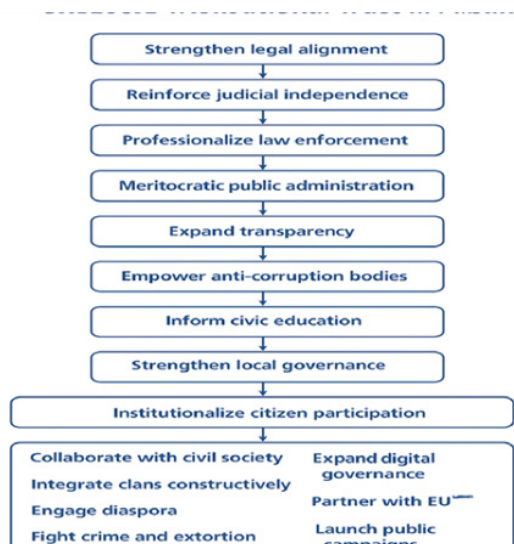 Strengthen legal alignment
Reinforce judicial independence
Professionalize law enforcement
Meritocratic public administration
Expand transparency
Empower anti-corruption bodies
Inform civic education
Strengthen local governance
Institutionalize citizen participation
Collaborate with civil society
Integrate clans constructively
Engage diaspora
Fight crime and extortion
Expand digital
governance
Partner with EU
Launch public
campaigns